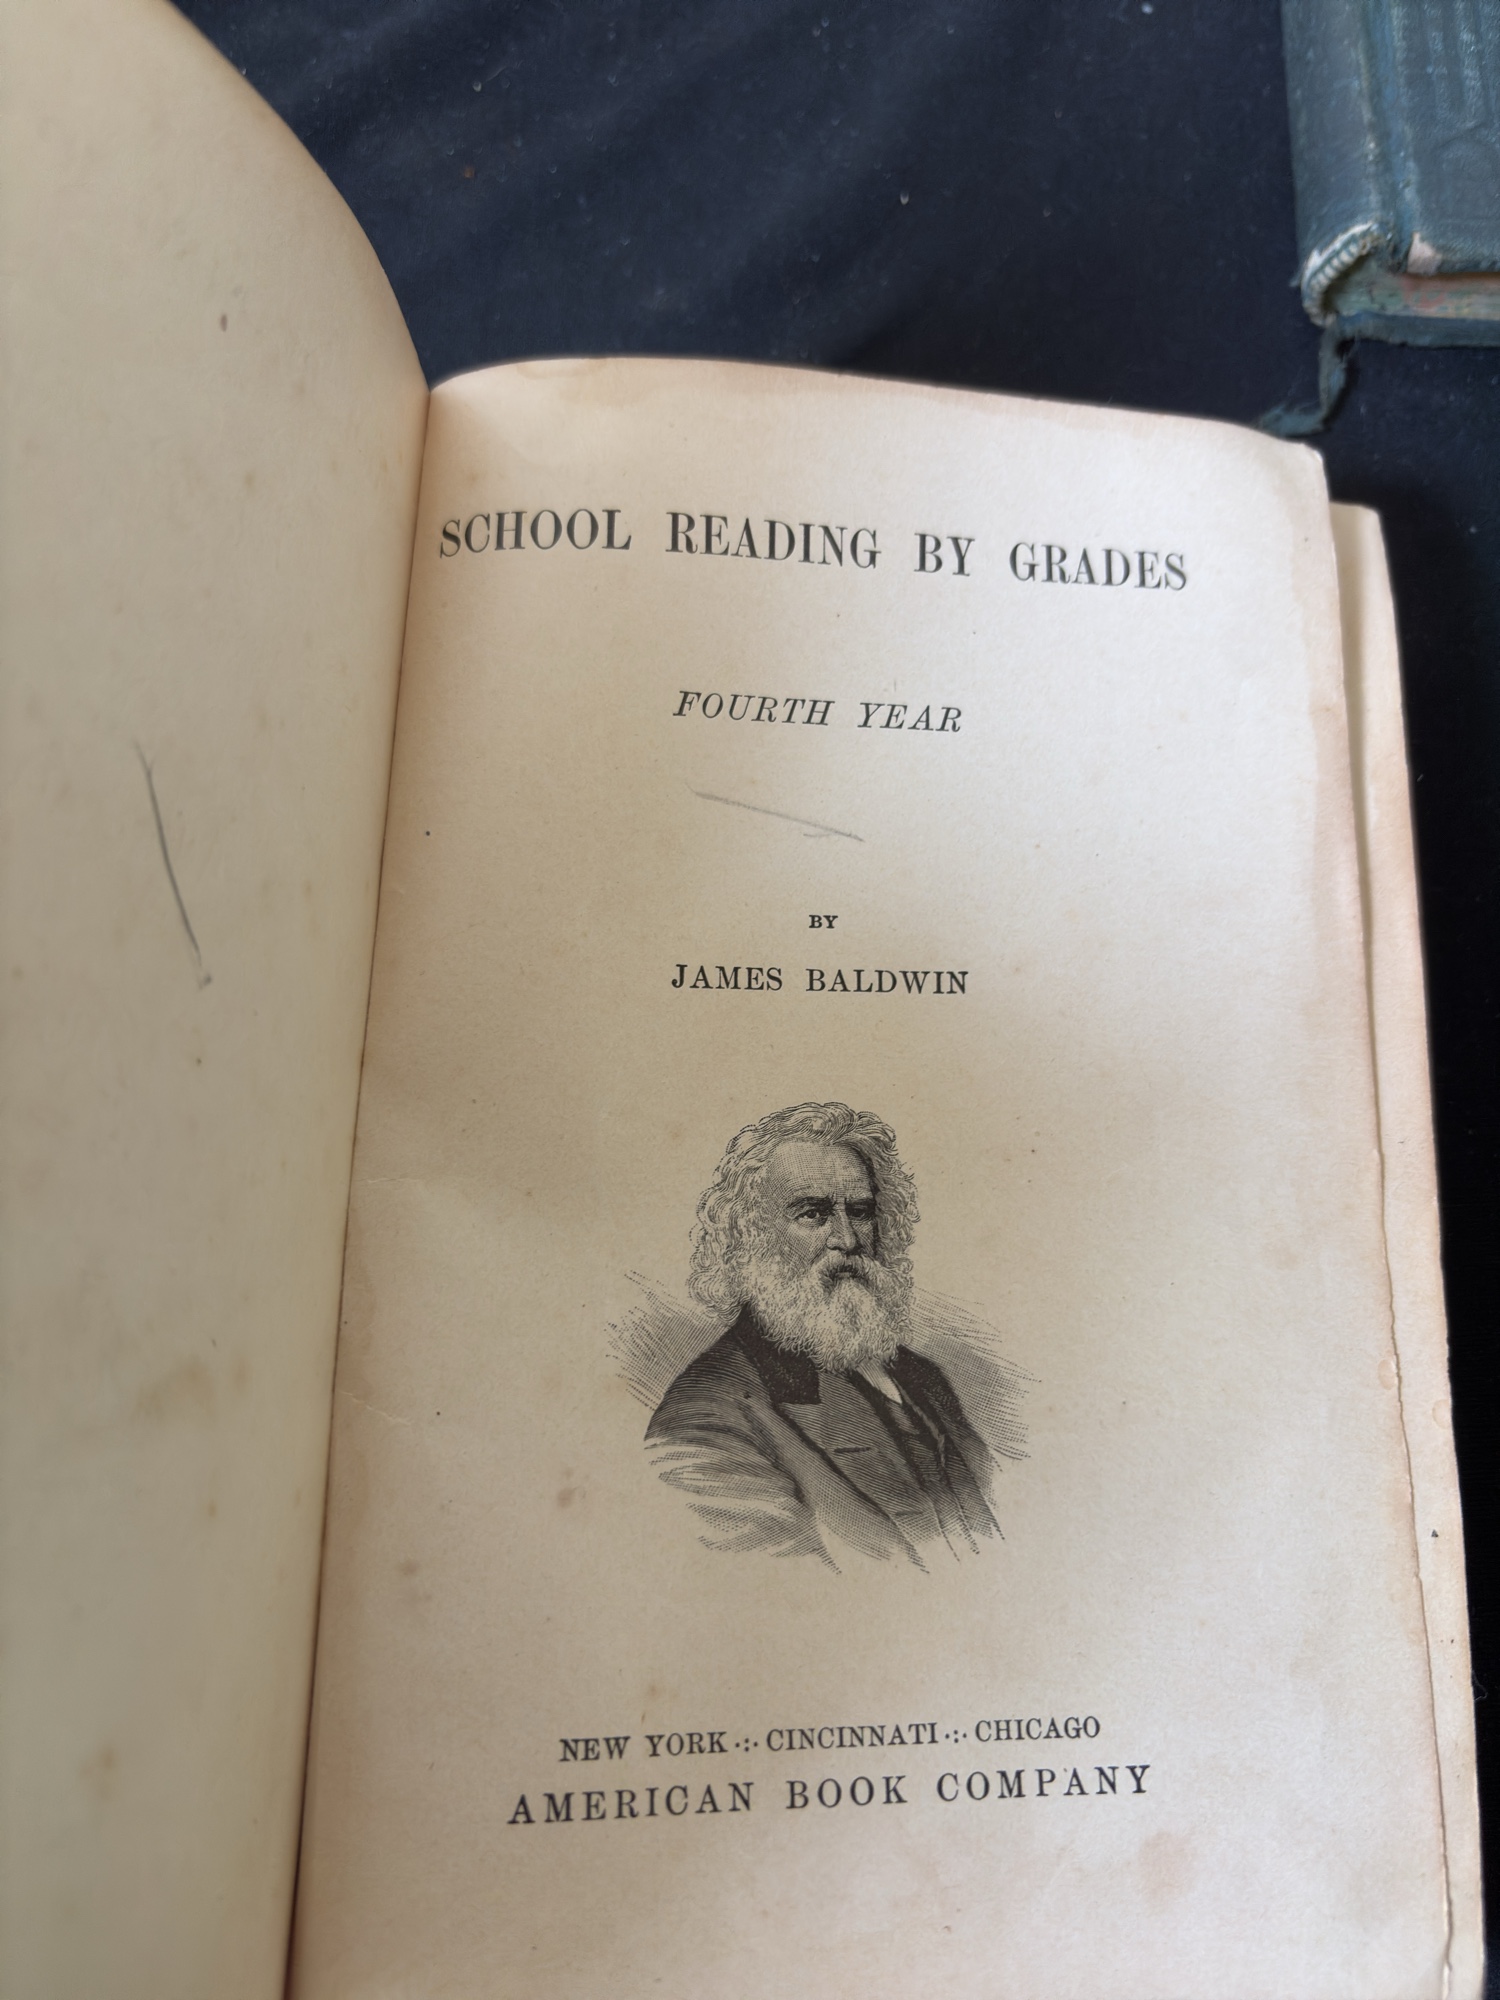 SCHOOL READING BY GRADES
FOURTH YEAR
BY
JAMES BALDWIN
NEW YORK ·:· CINCINNATI ·:· CHICAGO
AMERICAN BOOK COMPANY